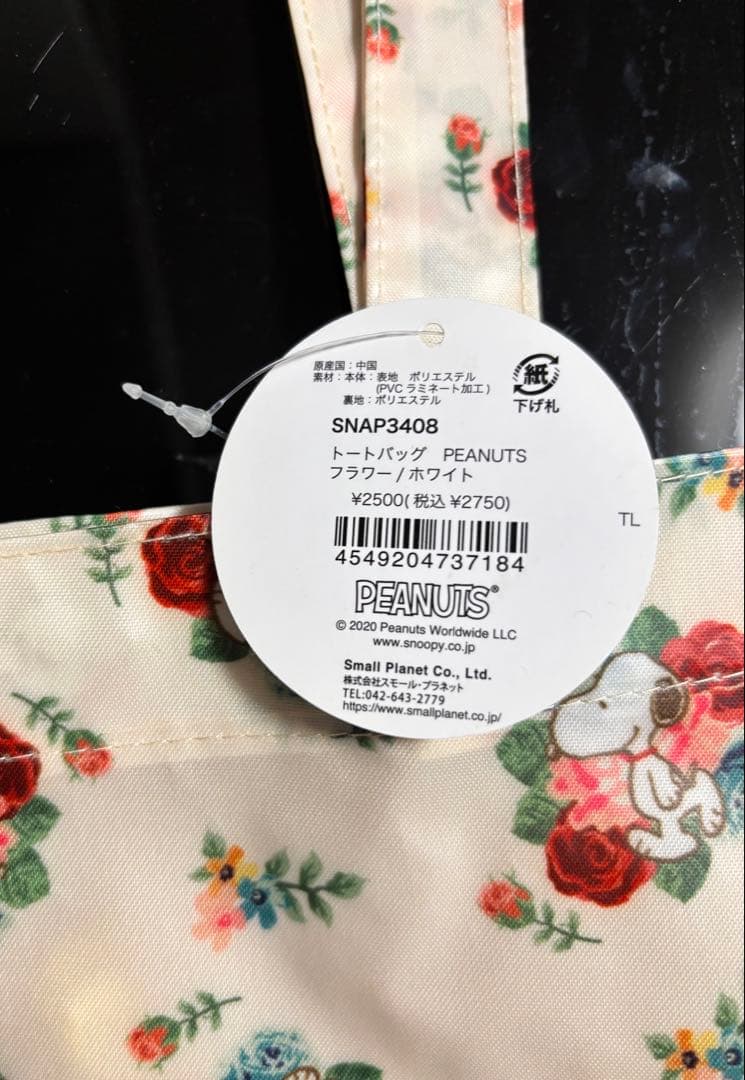 原産国：中国
素材：本体：表地　ポリエステル
(PVC ラミネート加工)
裏地：ポリエステル
紙
下げ札
SNAP3408
トートバッグ　PEANUTS
フラワー/ホワイト
¥2500(税込 ¥2750)
TL
4549204737184
PEANUTS®
© 2020 Peanuts Worldwide LLC
www.snoopy.co.jp
Small Planet Co., Ltd.
株式会社スモール・プラネット
TEL:042-643-2779
https://www.smallplanet.co.jp/